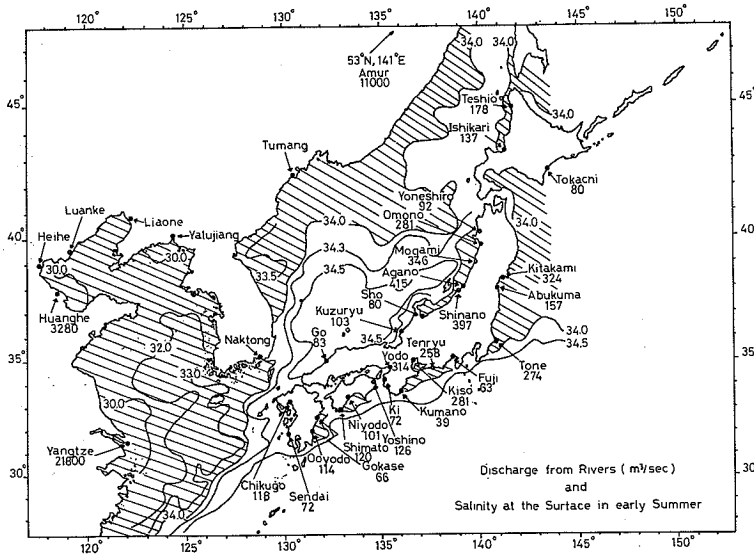 120° 125° 130° 135° 140° 145° 150°
34.0
34.0
53°N, 141°E
Amur
11000
45°
45°
Teshio
178
34.0
Ishikari
137
Tumang
Tokachi
80
Yoneshiro
92
Omono
281
34.0
Luanke
Liaone
Yalujiang
Heihe
40°
40°
30.0
30.0
34.0
34.3
33.5
34.5
Mogami
346
Agano
415
Kitakami
324
Abukuma
157
Sho
80
Shinano
397
Huanghe
3280
Kuzuryu
103
34.5
Go
83
Naktong
32.0
33.0
35°
35°
34.0
34.5
Yodo
314
Tenryu
258
Tone
274
Fuji
63
Kiso
281
30.0
Ki
72
Kumano
39
Niyodo
101
Yoshino
126
Shimato
120
Yangtze
21800
Ooyodo
114
Gokase
66
Chikugo
118
Sendai
72
30°
30°
34.0
Discharge from Rivers ( m³/sec)
and
Salinity at the Surface in early Summer
120° 125° 130° 135° 140° 145° 150°